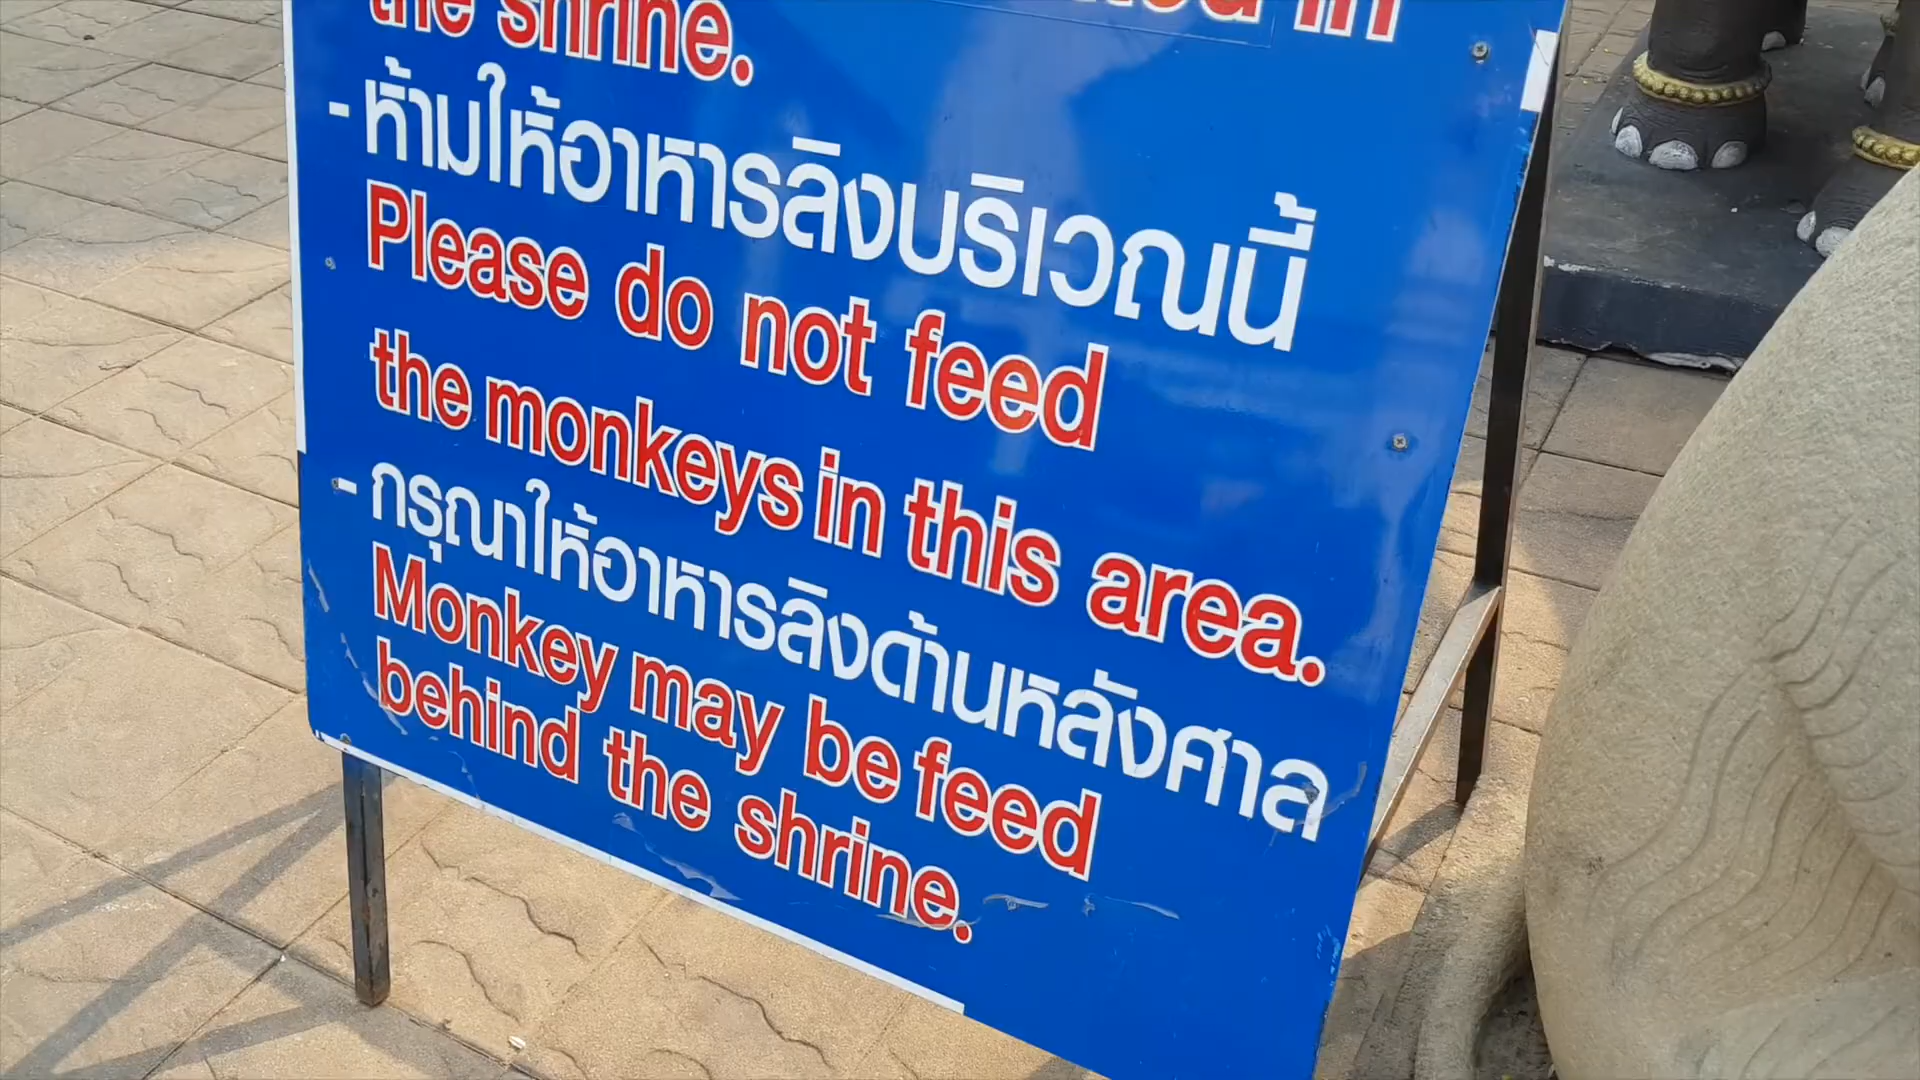 in
the shrine.
- ห้ามให้อาหารลิงบริเวณนี้
Please do not feed
the monkeys in this area.
- กรุณาให้อาหารลิงด้านหลังศาล
Monkey may be feed
behind the shrine.